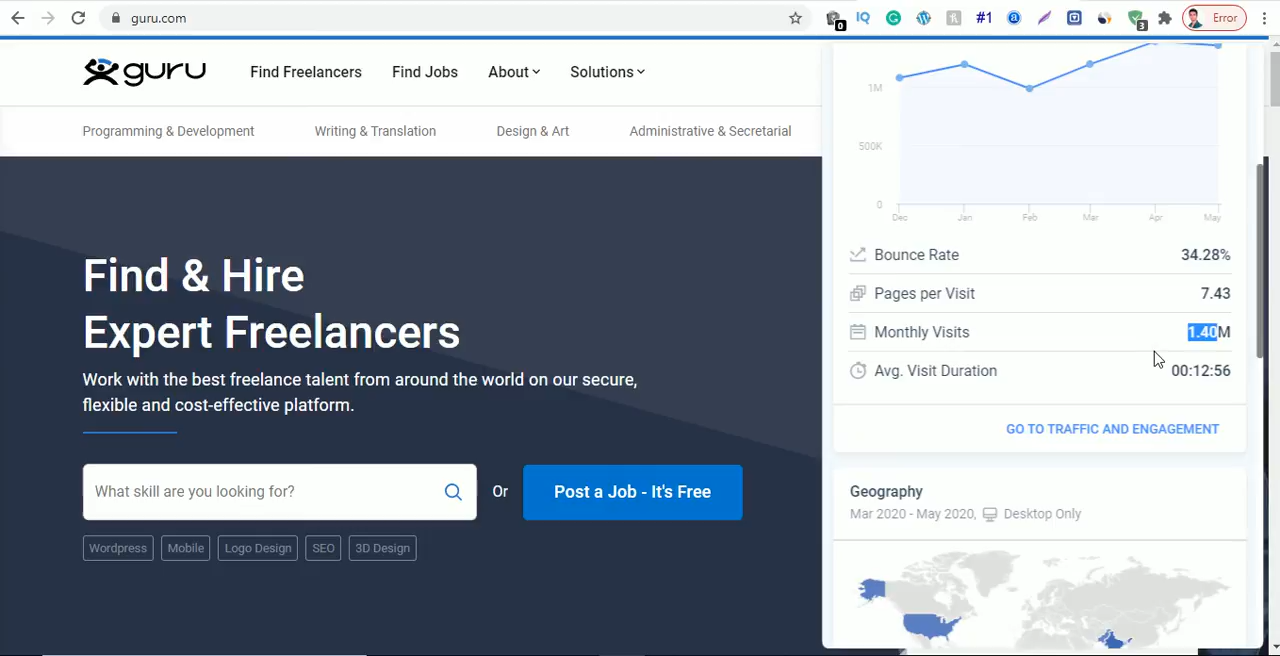 guru.com
IQ
#1
0
3
Error
guru
Find Freelancers
Find Jobs
About
Solutions
Programming & Development
Writing & Translation
Design & Art
Administrative & Secretarial
Find & Hire
Expert Freelancers
Work with the best freelance talent from around the world on our secure,
flexible and cost-effective platform.
What skill are you looking for?
Or
Post a Job - It's Free
Wordpress
Mobile
Logo Design
SEO
3D Design
1M
500K
0
Dec
Jan
Feb
Mar
Apr
May
Bounce Rate 34.28%
Pages per Visit 7.43
Monthly Visits 1.40M
Avg. Visit Duration 00:12:56
GO TO TRAFFIC AND ENGAGEMENT
Geography
Mar 2020 - May 2020, Desktop Only